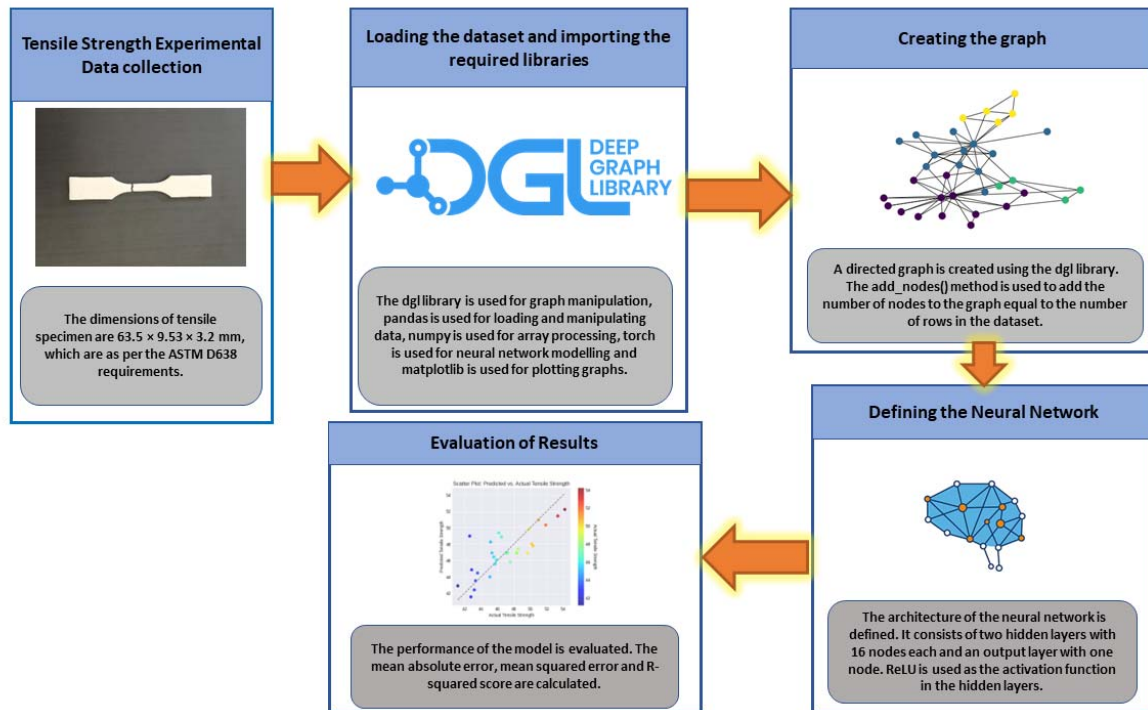 Tensile Strength Experimental
Data collection
The dimensions of tensile
specimen are 63.5 × 9.53 × 3.2 mm,
which are as per the ASTM D638
requirements.
Loading the dataset and importing the
required libraries
DGL
DEEP
GRAPH
LIBRARY
The dgl library is used for graph manipulation,
pandas is used for loading and manipulating
data, numpy is used for array processing, torch
is used for neural network modelling and
matplotlib is used for plotting graphs.
Creating the graph
A directed graph is created using the dgl library.
The add_nodes() method is used to add the
number of nodes to the graph equal to the number
of rows in the dataset.
Defining the Neural Network
The architecture of the neural network is
defined. It consists of two hidden layers with
16 nodes each and an output layer with one
node. ReLU is used as the activation function
in the hidden layers.
Evaluation of Results
Scatter Plot: Predicted vs. Actual Tensile Strength
Predicted Tensile Strength
Actual Tensile Strength
Actual Tensile Strength
The performance of the model is evaluated. The
mean absolute error, mean squared error and R-
squared score are calculated.